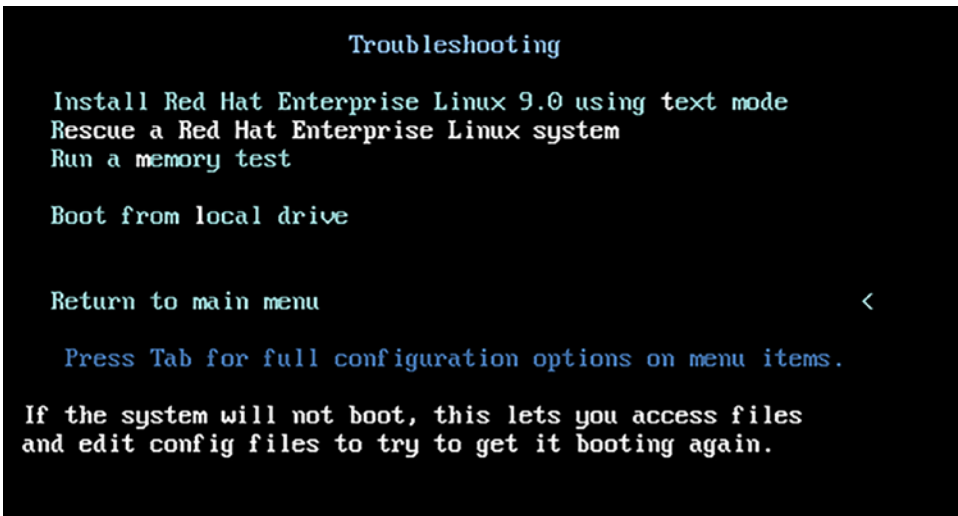 Troubleshooting
Install Red Hat Enterprise Linux 9.0 using text mode
Rescue a Red Hat Enterprise Linux system
Run a memory test
Boot from local drive
Return to main menu <
Press Tab for full configuration options on menu items.
If the system will not boot, this lets you access files
and edit config files to try to get it booting again.